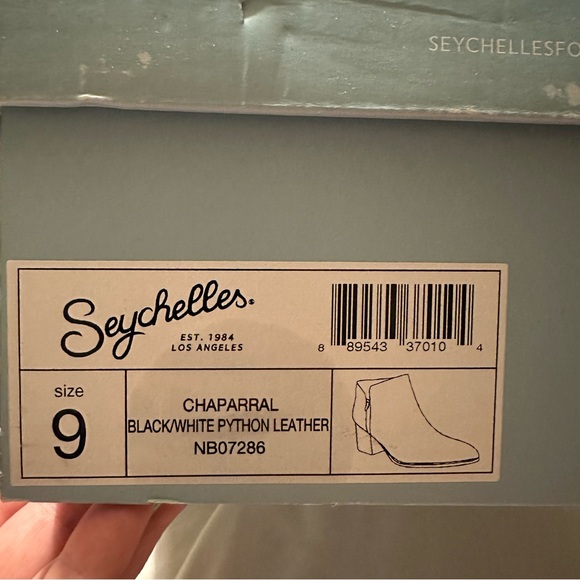 SEYCHELLESFO
Seychelles®
EST. 1984
LOS ANGELES
8 89543 37010 4
size
9
CHAPARRAL
BLACK/WHITE PYTHON LEATHER
NB07286